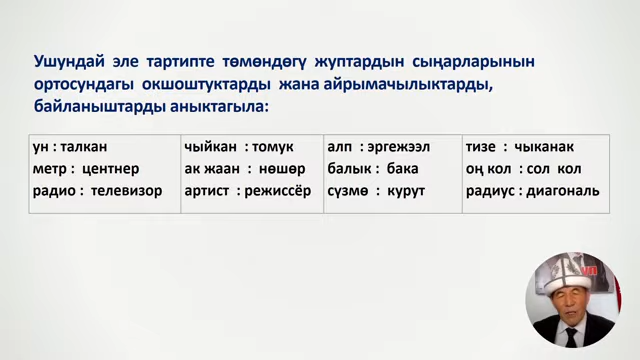 Ушундай эле тартипте төмөндөгү жуптардын сыңарларынын
ортосундагы окшоштуктарды жана айрымачылыктарды,
байланыштарды аныктагыла:
ун : талкан
метр : центнер
радио : телевизор
чыйкан : томук
ак жаан : нөшөр
артист : режиссёр
алп : эргежээл
балык : бака
сүзмө : курут
тизе : чыканак
оң кол : сол кол
радиус : диагональ